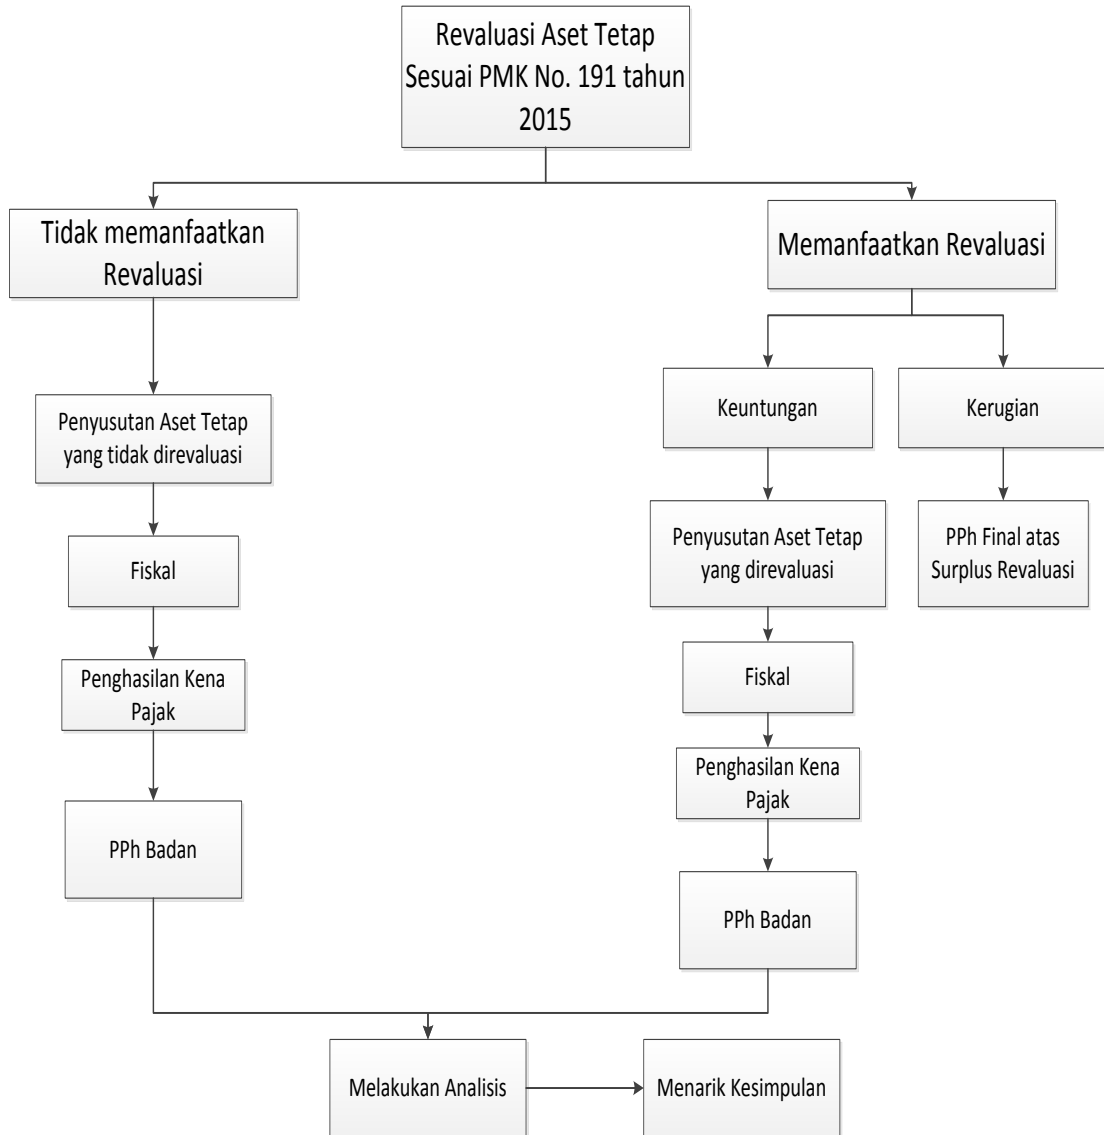 Revaluasi Aset Tetap
Sesuai PMK No. 191 tahun
2015
Tidak memanfaatkan
Revaluasi
Memanfaatkan Revaluasi
Keuntungan
Kerugian
Penyusutan Aset Tetap
yang tidak direvaluasi
Penyusutan Aset Tetap
yang direvaluasi
PPh Final atas
Surplus Revaluasi
Fiskal
Fiskal
Penghasilan Kena
Pajak
Penghasilan Kena
Pajak
PPh Badan
PPh Badan
Melakukan Analisis
Menarik Kesimpulan